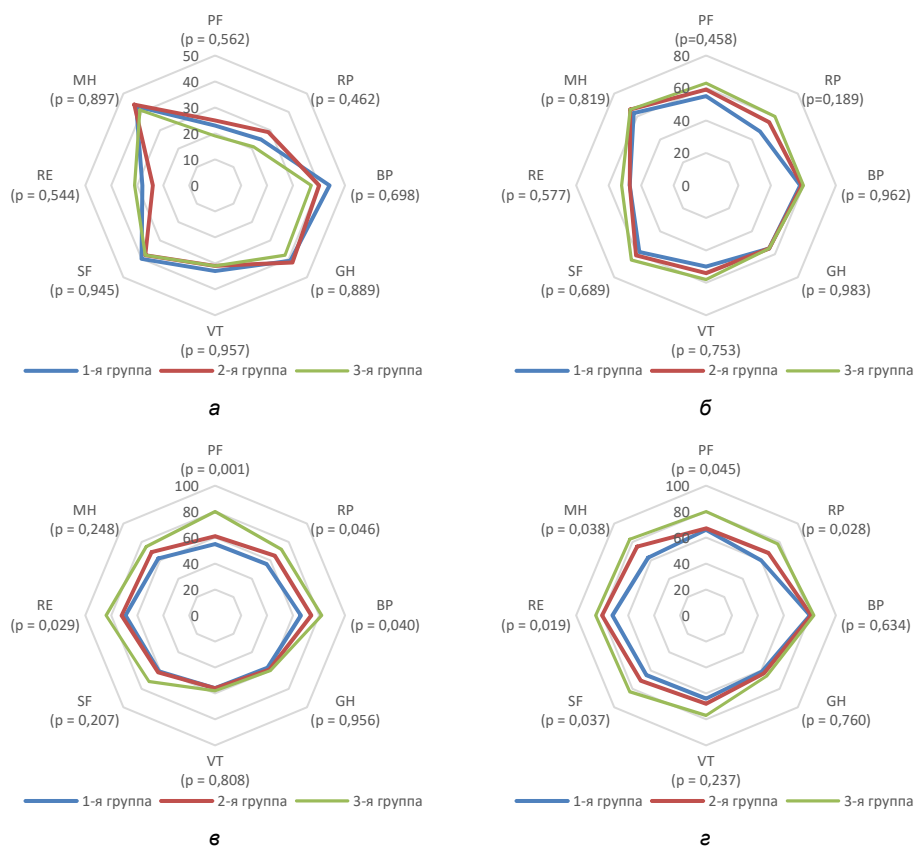 PF
(p = 0,562)
50
40
30
20
10
0
RP
(p = 0,462)
BP
(p = 0,698)
GH
(p = 0,889)
VT
(p = 0,957)
SF
(p = 0,945)
RE
(p = 0,544)
MH
(p = 0,897)
1-я группа 2-я группа 3-я группа
а
PF
(p=0,458)
80
60
40
20
0
RP
(p=0,189)
BP
(p = 0,962)
GH
(p = 0,983)
VT
(p = 0,753)
SF
(p = 0,689)
RE
(p = 0,577)
MH
(p = 0,819)
1-я группа 2-я группа 3-я группа
б
PF
(p = 0,001)
100
80
60
40
20
0
RP
(p = 0,046)
BP
(p = 0,040)
GH
(p = 0,956)
VT
(p = 0,808)
SF
(p = 0,207)
RE
(p = 0,029)
MH
(p = 0,248)
1-я группа 2-я группа 3-я группа
в
PF
(p = 0,045)
100
80
60
40
20
0
RP
(p = 0,028)
BP
(p = 0,634)
GH
(p = 0,760)
VT
(p = 0,237)
SF
(p = 0,037)
RE
(p = 0,019)
MH
(p = 0,038)
1-я группа 2-я группа 3-я группа
г